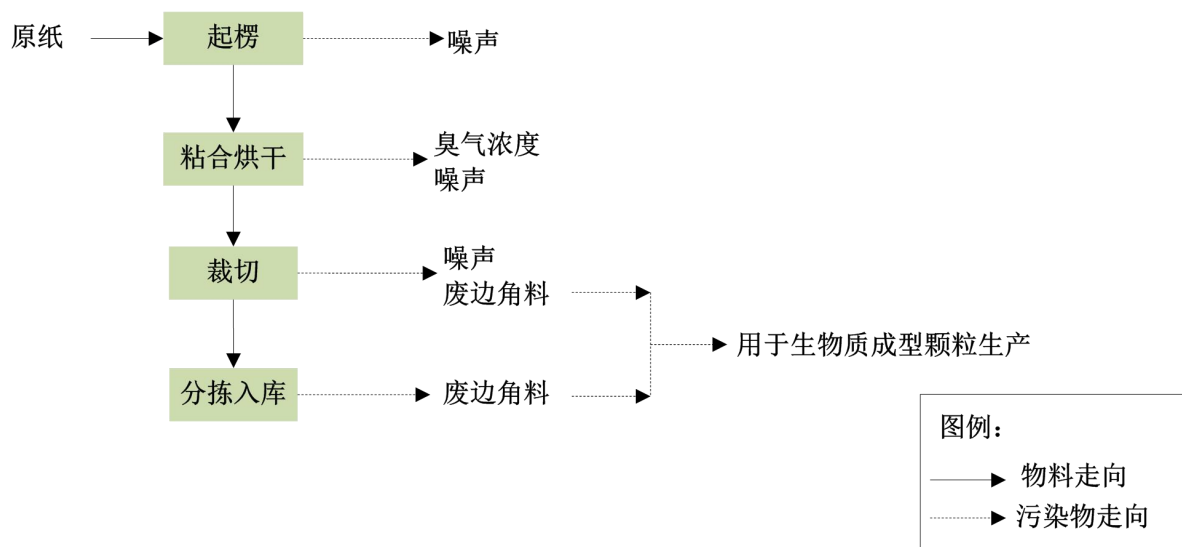 原纸
起楞
噪声
粘合烘干
臭气浓度
噪声
裁切
噪声
废边角料
用于生物质成型颗粒生产
分拣入库
废边角料
图例：
物料走向
污染物走向